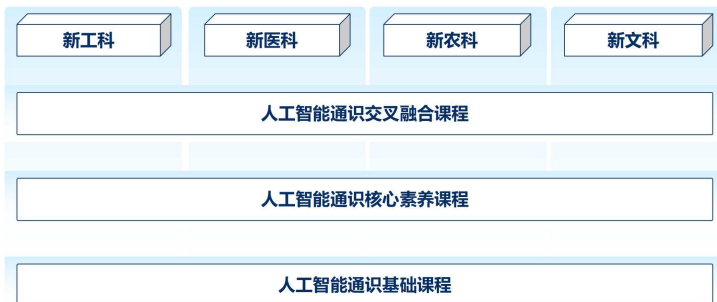 新工科
新医科
新农科
新文科
人工智能通识交叉融合课程
人工智能通识核心素养课程
人工智能通识基础课程